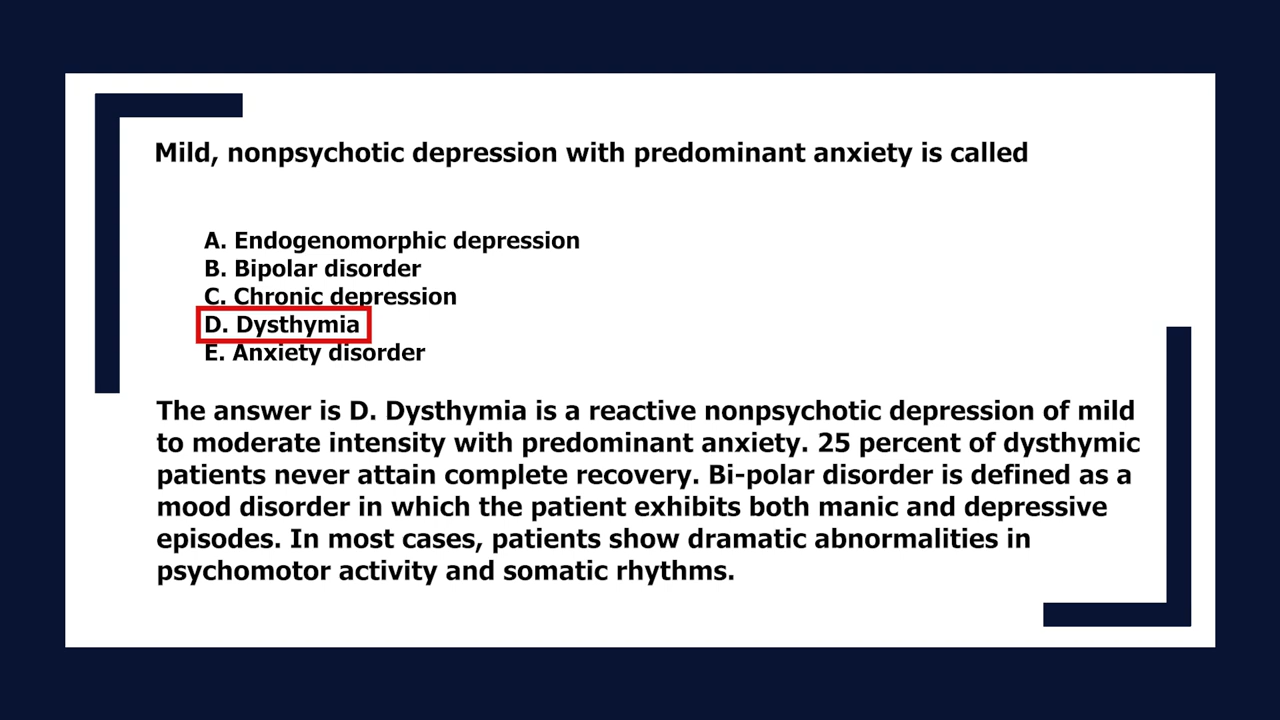 Mild, nonpsychotic depression with predominant anxiety is called
A. Endogenomorphic depression
B. Bipolar disorder
C. Chronic depression
D. Dysthymia
E. Anxiety disorder
The answer is D. Dysthymia is a reactive nonpsychotic depression of mild
to moderate intensity with predominant anxiety. 25 percent of dysthymic
patients never attain complete recovery. Bi-polar disorder is defined as a
mood disorder in which the patient exhibits both manic and depressive
episodes. In most cases, patients show dramatic abnormalities in
psychomotor activity and somatic rhythms.